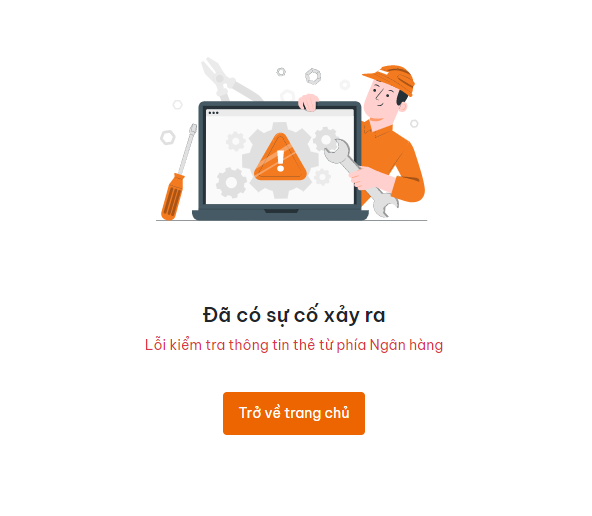 Đã có sự cố xảy ra
Lỗi kiểm tra thông tin thẻ từ phía Ngân hàng
Trở về trang chủ